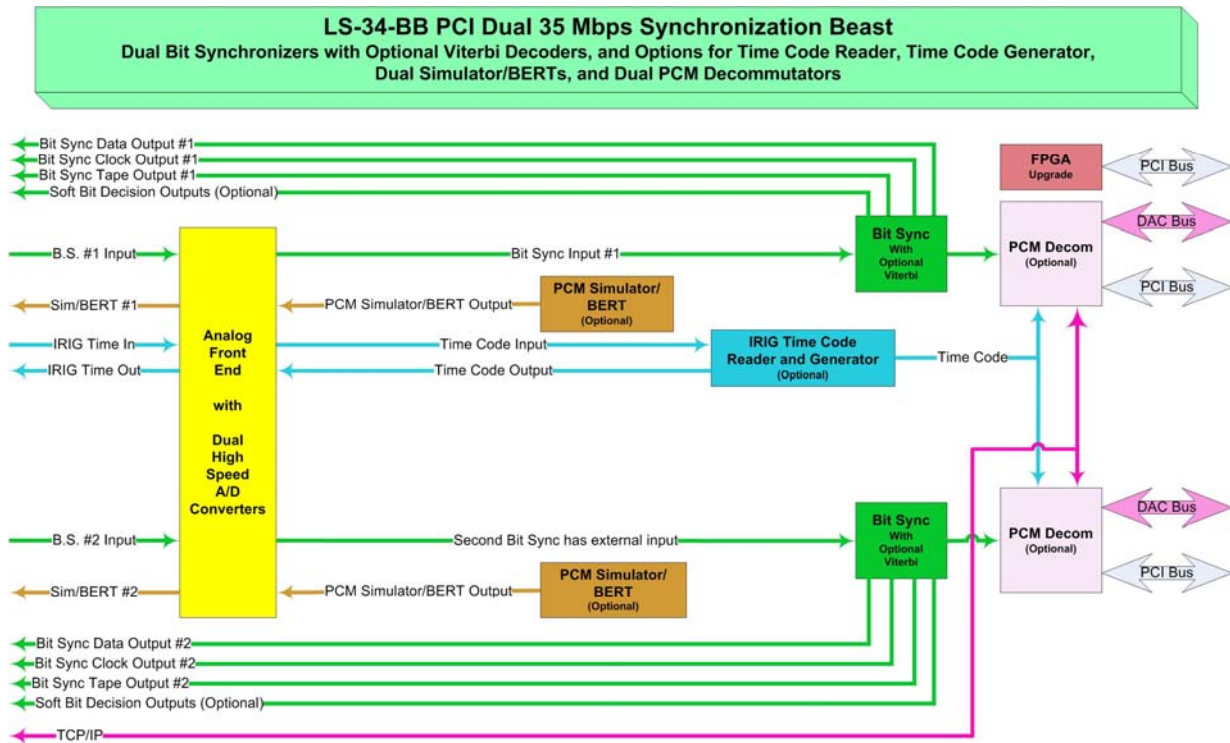 LS-34-BB PCI Dual 35 Mbps Synchronization Beast
Dual Bit Synchronizers with Optional Viterbi Decoders, and Options for Time Code Reader, Time Code Generator,
Dual Simulator/BERTs, and Dual PCM Decommutators
Bit Sync Data Output #1
Bit Sync Clock Output #1
Bit Sync Tape Output #1
Soft Bit Decision Outputs (Optional)
FPGA
Upgrade
PCI Bus
DAC Bus
B.S. #1 Input
Bit Sync Input #1
Bit Sync
With
Optional
Viterbi
PCM Decom
(Optional)
PCI Bus
Sim/BERT #1
PCM Simulator/BERT Output
PCM Simulator/
BERT
(Optional)
IRIG Time In
Time Code Input
IRIG Time Code
Reader and Generator
(Optional)
Time Code
IRIG Time Out
Time Code Output
Analog
Front
End
with
Dual
High
Speed
A/D
Converters
B.S. #2 Input
Second Bit Sync has external input
Bit Sync
With
Optional
Viterbi
PCM Decom
(Optional)
DAC Bus
PCI Bus
Sim/BERT #2
PCM Simulator/BERT Output
PCM Simulator/
BERT
(Optional)
Bit Sync Data Output #2
Bit Sync Clock Output #2
Bit Sync Tape Output #2
Soft Bit Decision Outputs (Optional)
TCP/IP